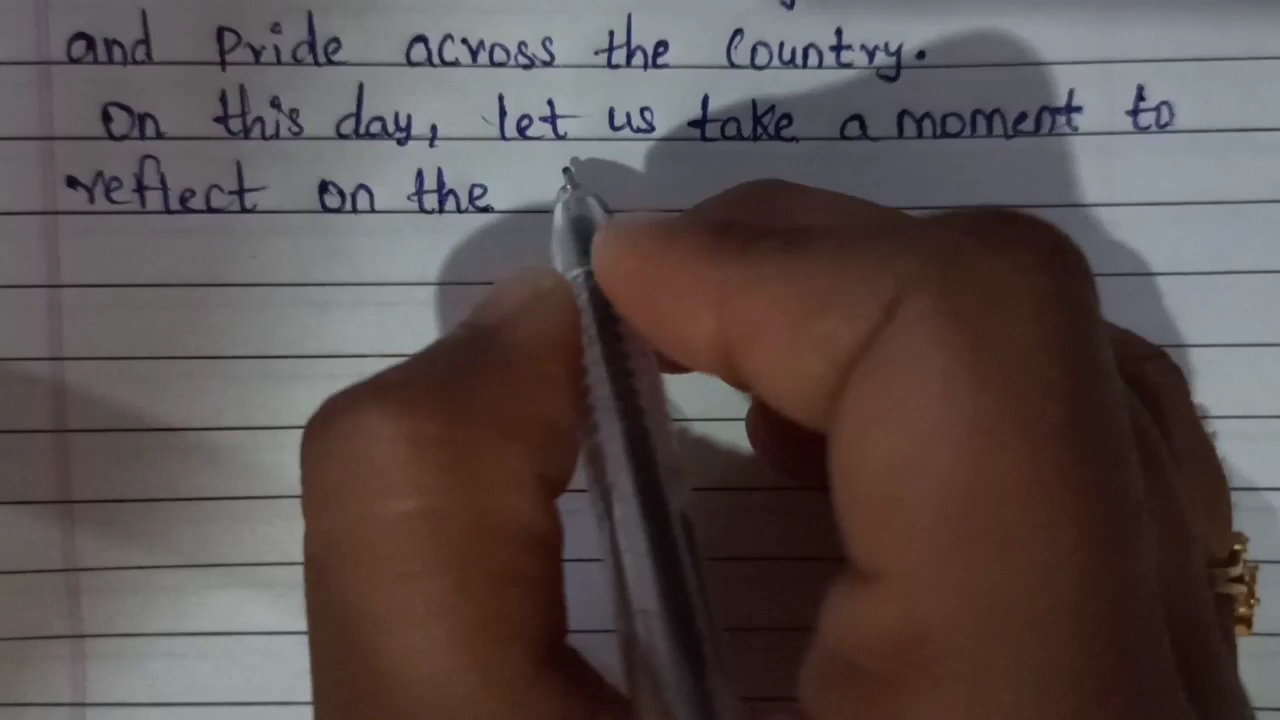 and Pride across the Country.
On this day, let us take a moment to
reflect on the